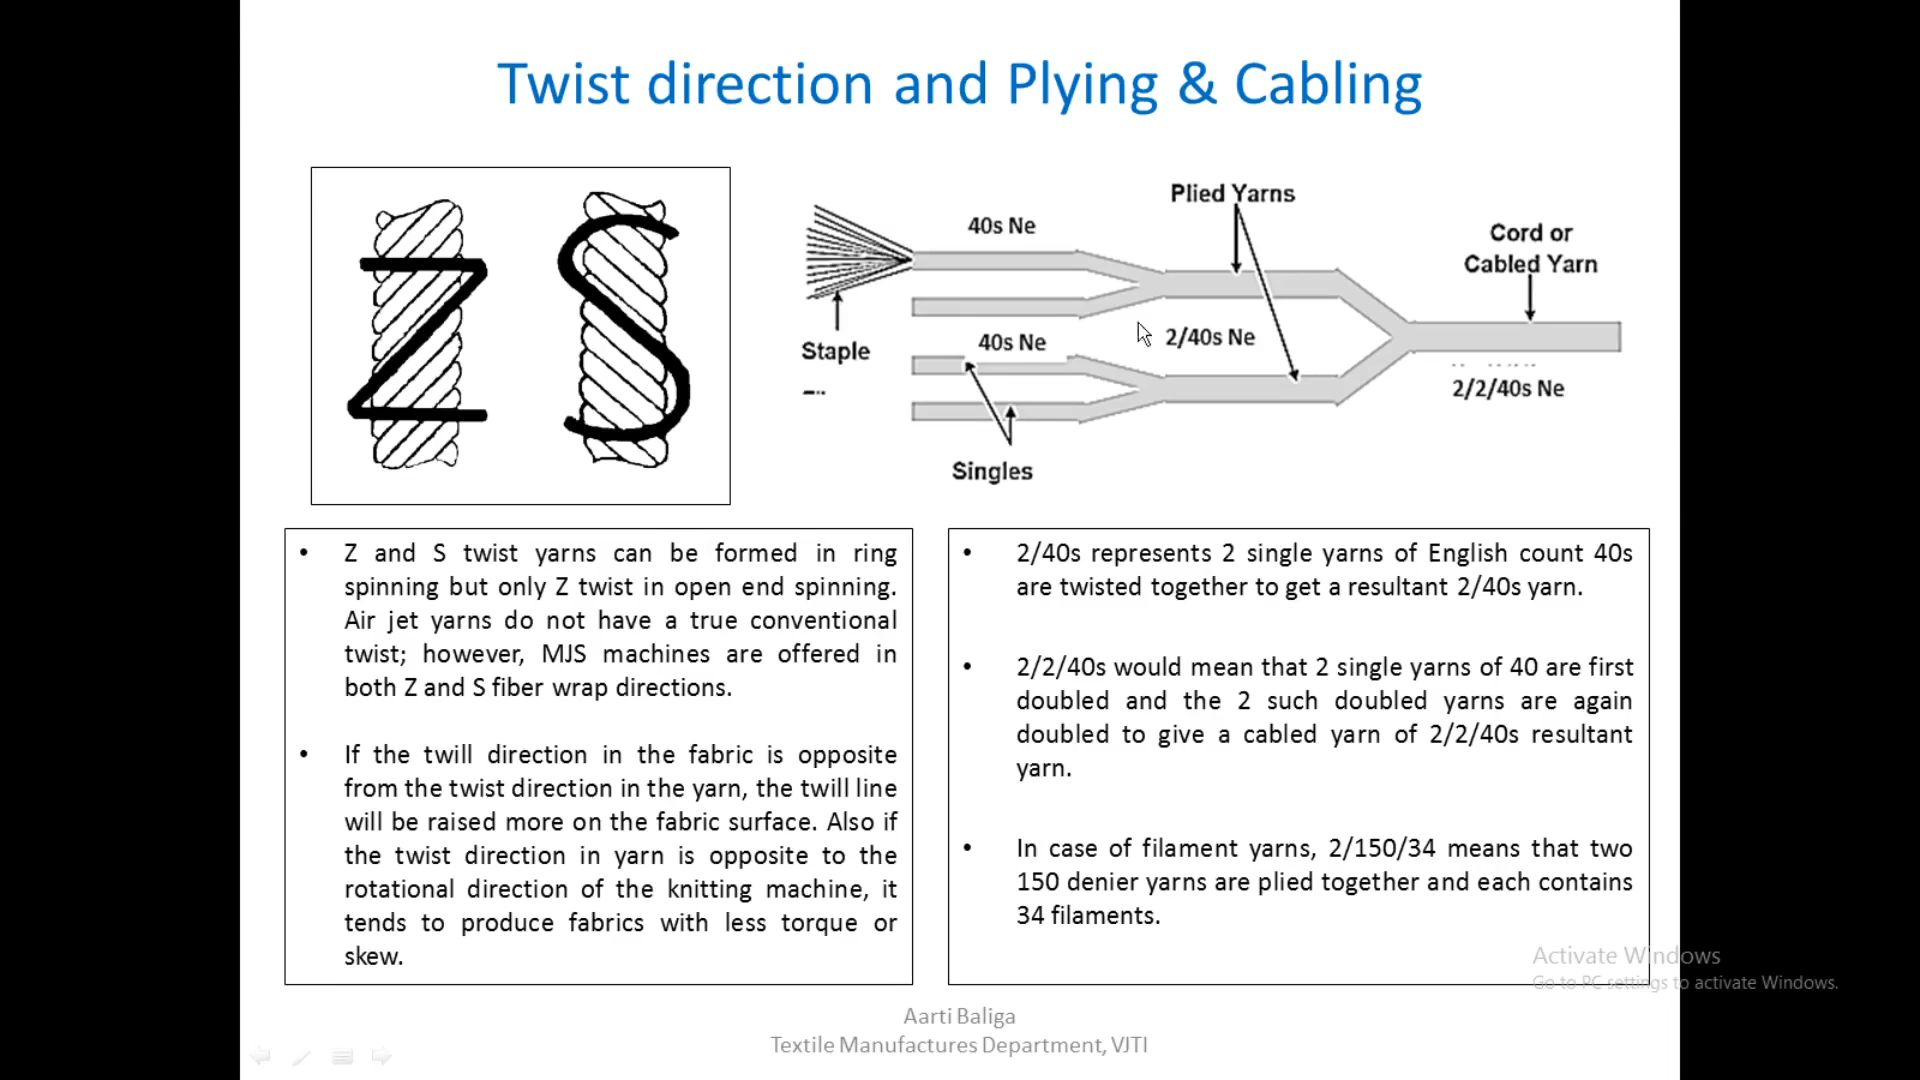 Twist direction and Plying & Cabling
Z S
40s Ne
Plied Yarns
Cord or
Cabled Yarn
Staple
40s Ne
2/40s Ne
2/2/40s Ne
Singles
• Z and S twist yarns can be formed in ring
spinning but only Z twist in open end spinning.
Air jet yarns do not have a true conventional
twist; however, MJS machines are offered in
both Z and S fiber wrap directions.
• If the twill direction in the fabric is opposite
from the twist direction in the yarn, the twill line
will be raised more on the fabric surface. Also if
the twist direction in yarn is opposite to the
rotational direction of the knitting machine, it
tends to produce fabrics with less torque or
skew.
• 2/40s represents 2 single yarns of English count 40s
are twisted together to get a resultant 2/40s yarn.
• 2/2/40s would mean that 2 single yarns of 40 are first
doubled and the 2 such doubled yarns are again
doubled to give a cabled yarn of 2/2/40s resultant
yarn.
• In case of filament yarns, 2/150/34 means that two
150 denier yarns are plied together and each contains
34 filaments.
Activate Windows
Go to PC settings to activate Windows.
Aarti Baliga
Textile Manufactures Department, VJTI